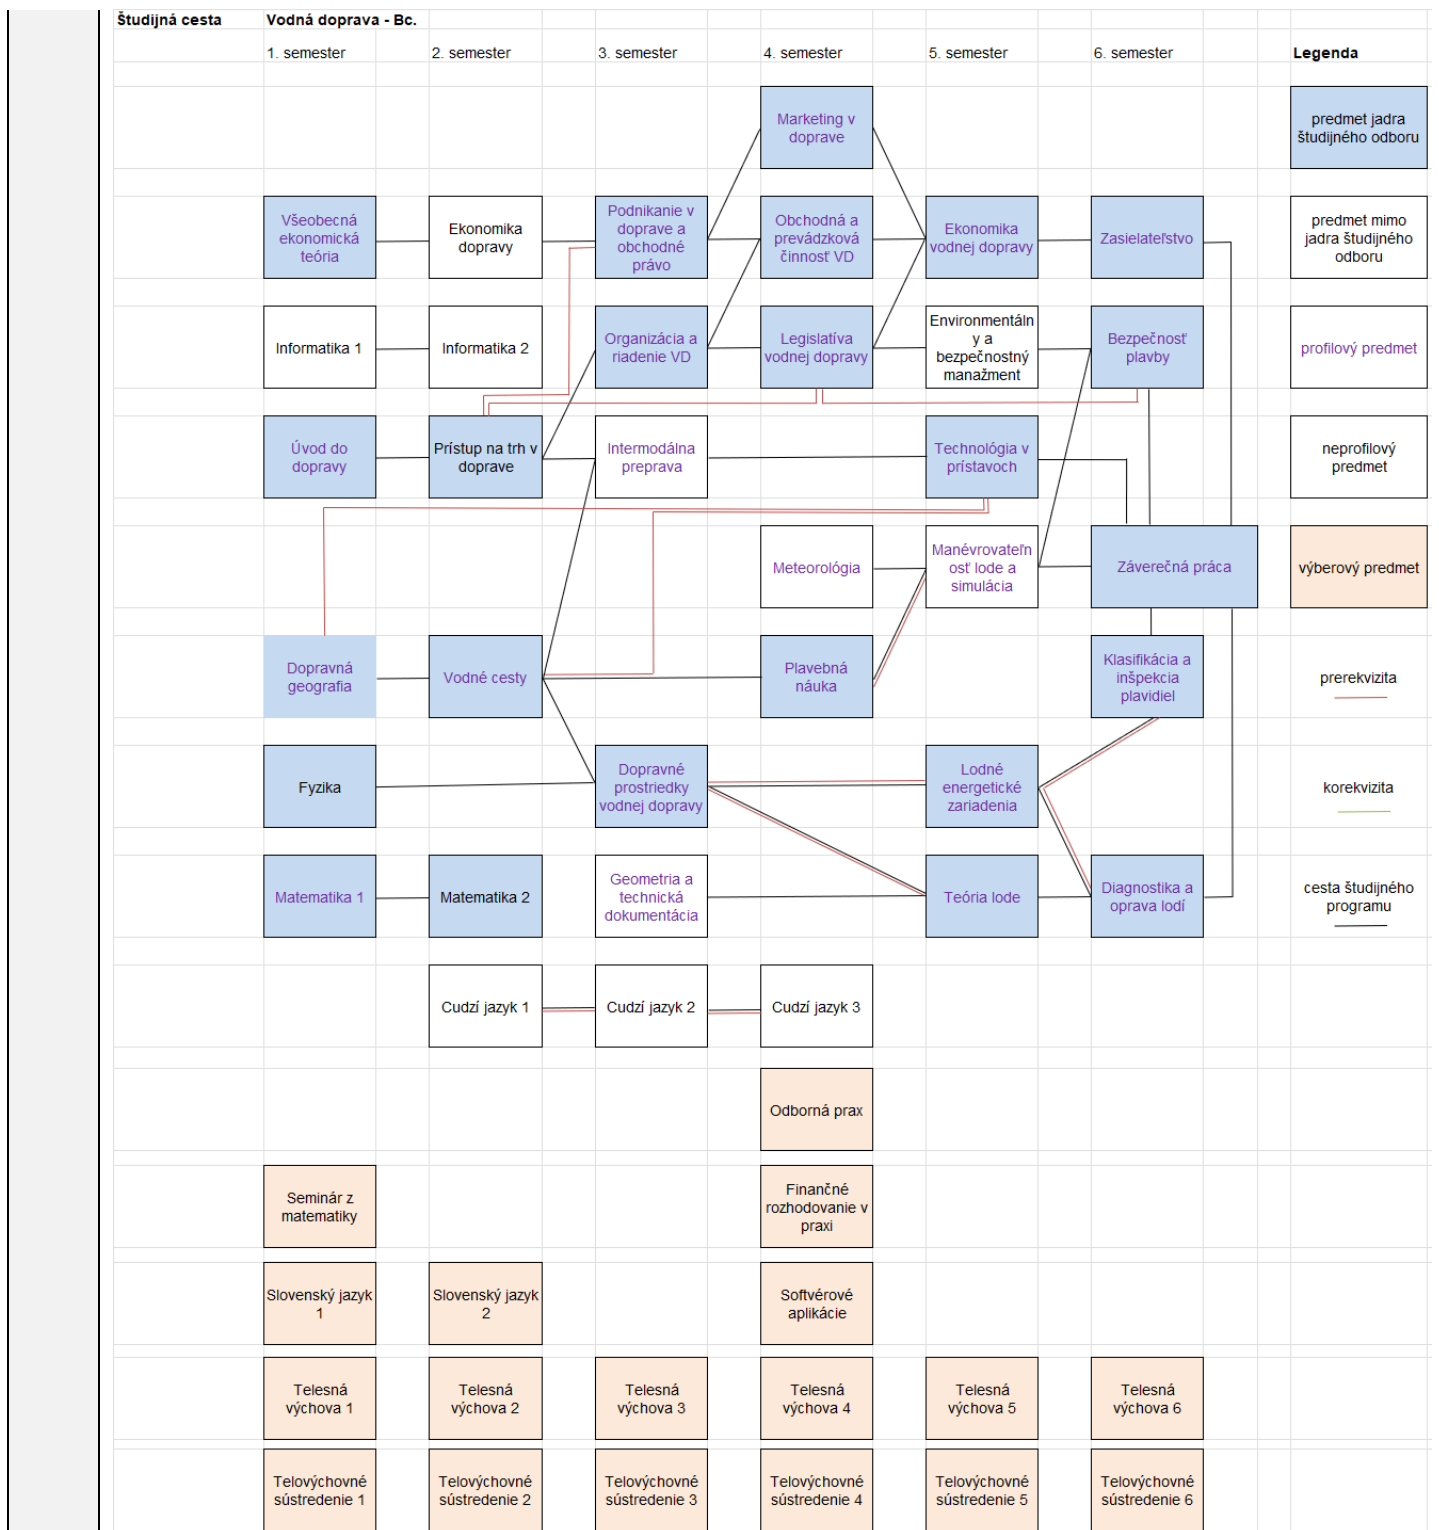 Študijná cesta
Vodná doprava - Bc.
1. semester
2. semester
3. semester
4. semester
5. semester
6. semester
Legenda
Marketing v
doprave
predmet jadra
študijného odboru
Všeobecná
ekonomická
teória
Ekonomika
dopravy
Podnikanie v
doprave a
obchodné
právo
Obchodná a
prevádzková
činnosť VD
Ekonomika
vodnej dopravy
Zasielateľstvo
predmet mimo
jadra študijného
odboru
Informatika 1
Informatika 2
Organizácia a
riadenie VD
Legislatíva
vodnej dopravy
Environmentáln
y a
bezpečnostný
manažment
Bezpečnosť
plavby
profilový predmet
Úvod do
dopravy
Prístup na trh v
doprave
Intermodálna
preprava
Technológia v
prístavoch
neprofilový
predmet
Meteorológia
Manévrovateľn
osť lode a
simulácia
Záverečná práca
výberový predmet
Dopravná
geografia
Vodné cesty
Plavebná
náuka
Klasifikácia a
inšpekcia
plavidiel
prerekvizita
Fyzika
Dopravné
prostriedky
vodnej dopravy
Lodné
energetické
zariadenia
korekvizita
Matematika 1
Matematika 2
Geometria a
technická
dokumentácia
Teória lode
Diagnostika a
oprava lodí
cesta študijného
programu
Cudzí jazyk 1
Cudzí jazyk 2
Cudzí jazyk 3
Odborná prax
Seminár z
matematiky
Finančné
rozhodovanie v
praxi
Slovenský jazyk
1
Slovenský jazyk
2
Softvérové
aplikácie
Telesná
výchova 1
Telesná
výchova 2
Telesná
výchova 3
Telesná
výchova 4
Telesná
výchova 5
Telesná
výchova 6
Telovýchovné
sústredenie 1
Telovýchovné
sústredenie 2
Telovýchovné
sústredenie 3
Telovýchovné
sústredenie 4
Telovýchovné
sústredenie 5
Telovýchovné
sústredenie 6